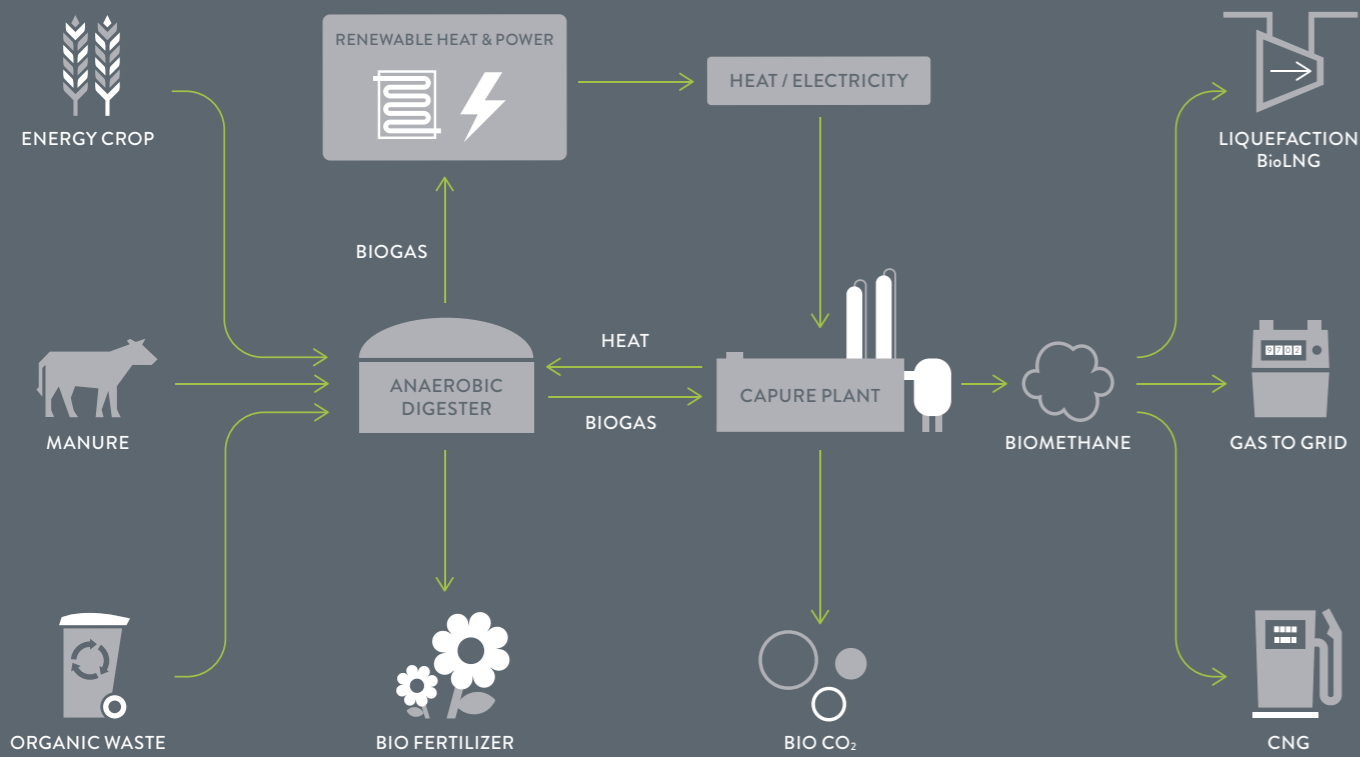 RENEWABLE HEAT & POWER
HEAT / ELECTRICITY
ENERGY CROP
LIQUEFACTION
BioLNG
BIOGAS
HEAT
ANAEROBIC
DIGESTER
CAPURE PLANT
BIOGAS
9702
MANURE
BIOMETHANE
GAS TO GRID
ORGANIC WASTE
BIO FERTILIZER
BIO CO₂
CNG